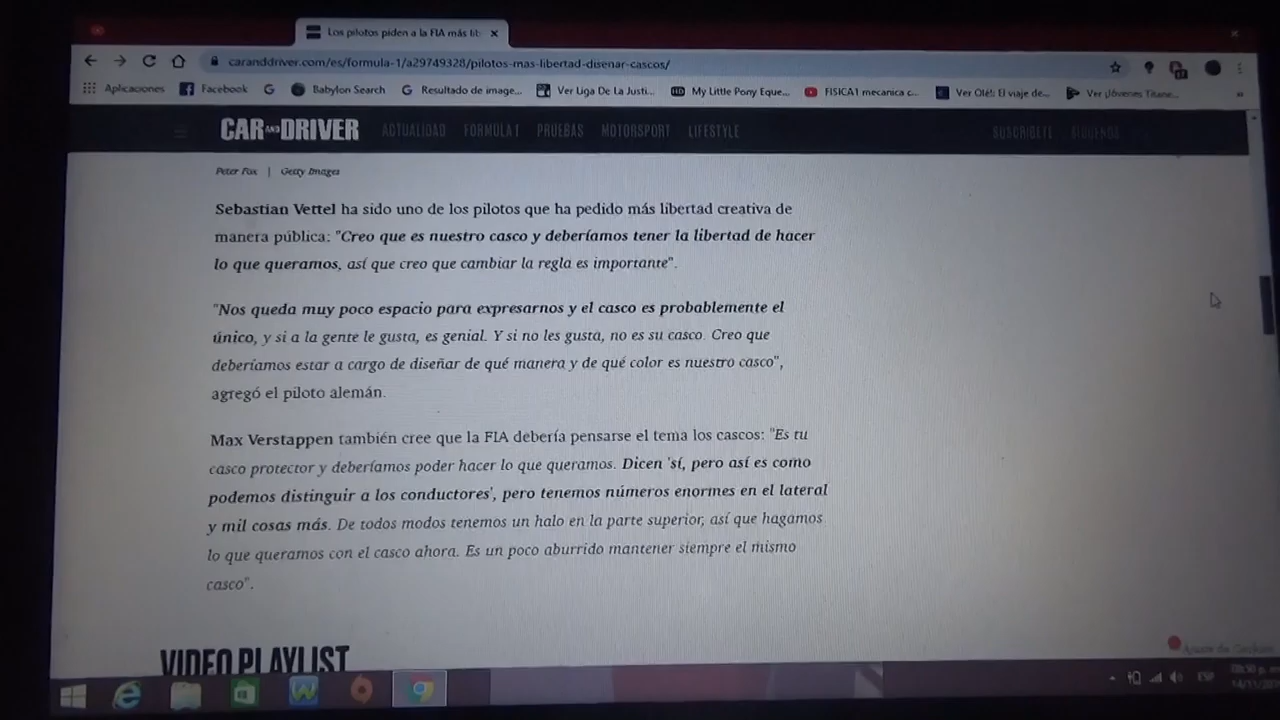 Los pilotos piden a la FIA más lib
caranddriver.com/es/formula-1/a29749328/pilotos-mas-libertad-disenar-cascos/
Aplicaciones Facebook Babylon Search Resultado de image... Ver Liga De La Justi... My Little Pony Eque... FISICA1 mecanica c... Ver Olé!: El viaje de... Ver ¡Jóvenes Titane...
CAR AND DRIVER ACTUALIDAD FORMULA 1 PRUEBAS MOTORSPORT LIFESTYLE SUSCRÍBETE SÍGUENOS
Peter Fox | Getty Images
Sebastian Vettel ha sido uno de los pilotos que ha pedido más libertad creativa de
manera pública: "Creo que es nuestro casco y deberíamos tener la libertad de hacer
lo que queramos, así que creo que cambiar la regla es importante".
"Nos queda muy poco espacio para expresarnos y el casco es probablemente el
único, y si a la gente le gusta, es genial. Y si no les gusta, no es su casco. Creo que
deberíamos estar a cargo de diseñar de qué manera y de qué color es nuestro casco",
agregó el piloto alemán.
Max Verstappen también cree que la FIA debería pensarse el tema los cascos: "Es tu
casco protector y deberíamos poder hacer lo que queramos. Dicen 'sí, pero así es como
podemos distinguir a los conductores', pero tenemos números enormes en el lateral
y mil cosas más. De todos modos tenemos un halo en la parte superior, así que hagamos
lo que queramos con el casco ahora. Es un poco aburrido mantener siempre el mismo
casco".
VIDEO PLAYLIST
ESP